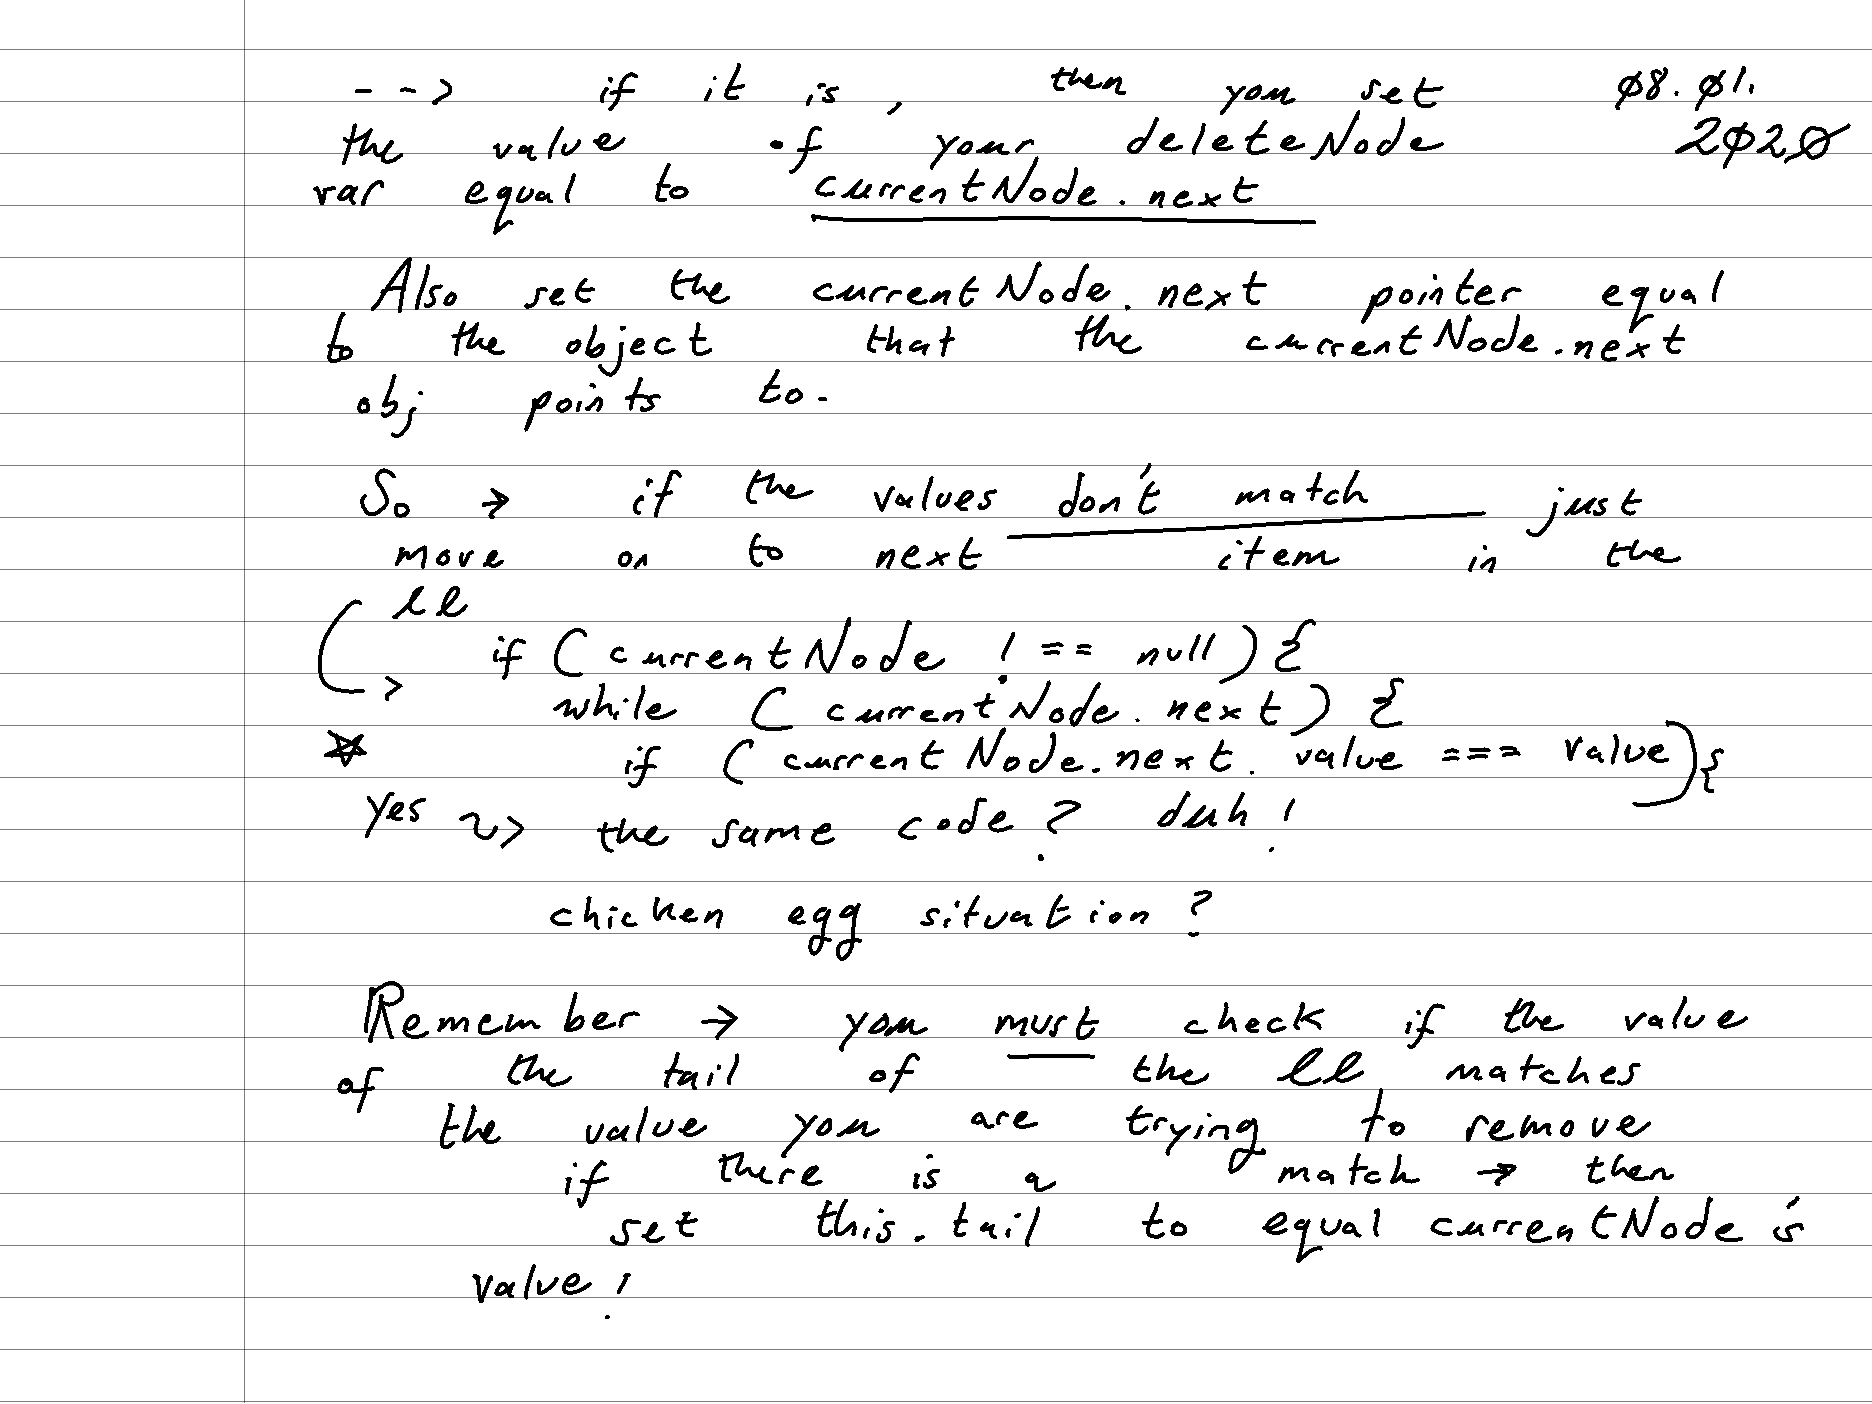 --> if it is, then you set 08.01.
the value of your deleteNode 2020
var equal to currentNode.next
Also set the currentNode.next pointer equal
to the object that the currentNode.next
obj points to.
So → if the values don't match just
move on to next item in the
ll
if (currentNode !== null) {
while (currentNode.next) {
if (currentNode.next.value === value) {
yes ~> the same code? duh!
chicken egg situation?
Remember → you must check if the value
of the tail of the ll matches
the value you are trying to remove
if there is a match → then
set this.tail to equal currentNode's
value!